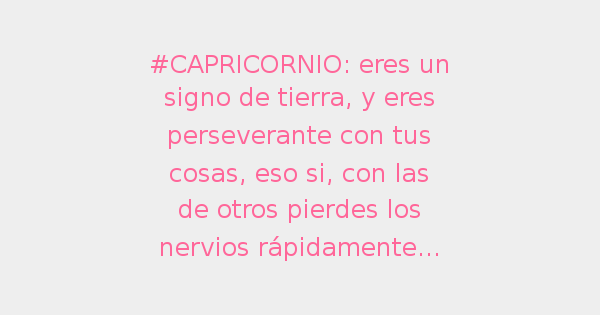 #CAPRICORNIO: eres un
signo de tierra, y eres
perseverante con tus
cosas, eso si, con las
de otros pierdes los
nervios rápidamente...